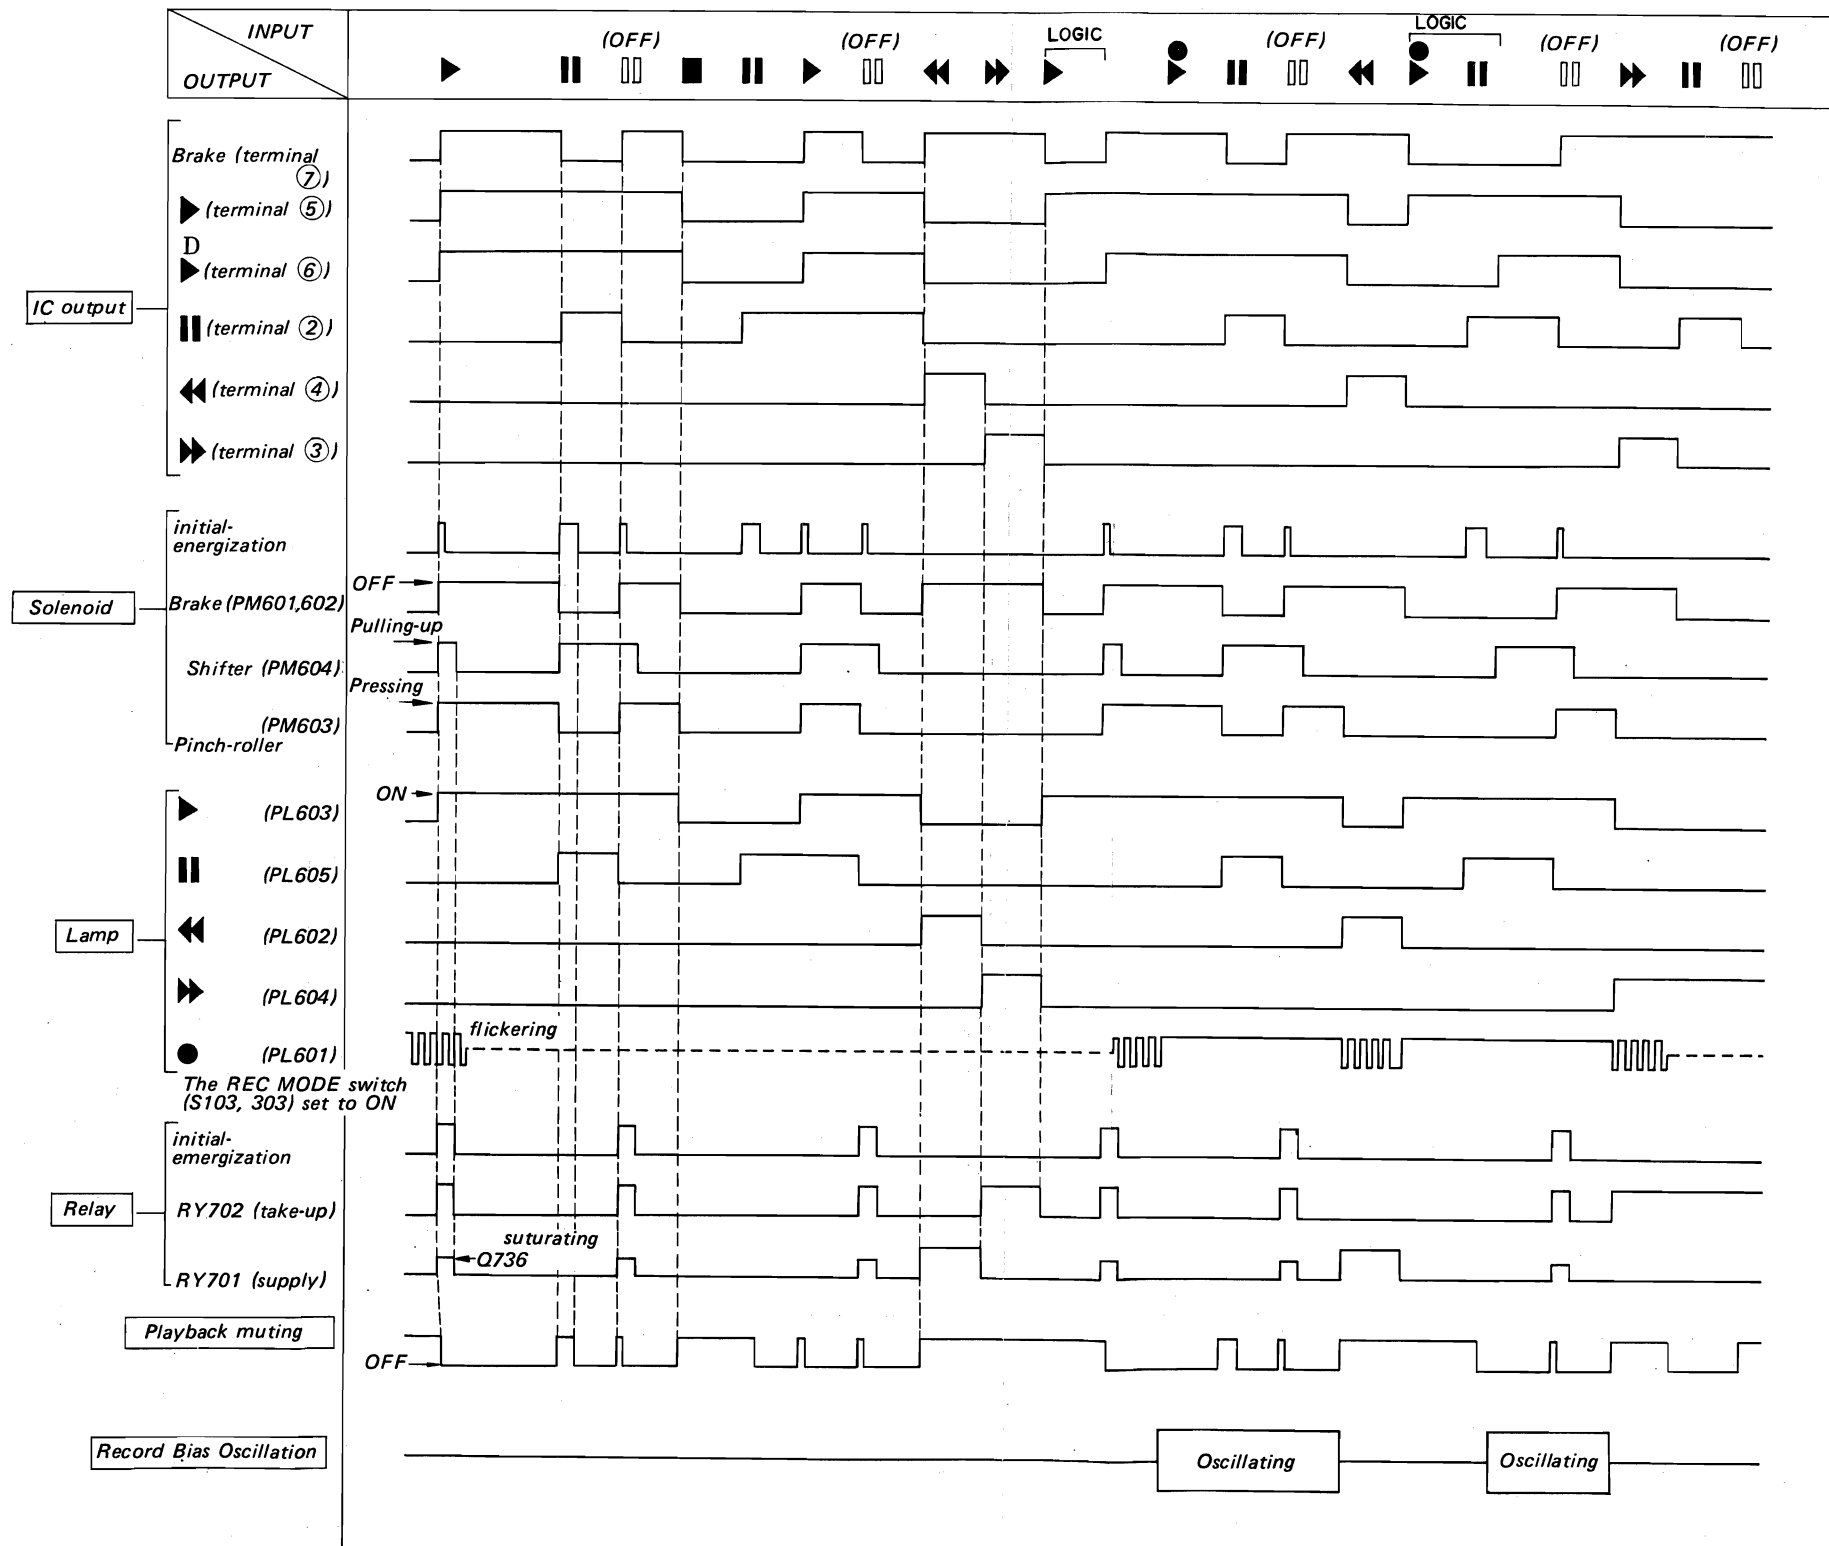 INPUT
OUTPUT
(OFF)
(OFF)
LOGIC
(OFF)
LOGIC
(OFF)
(OFF)
IC output
Brake (terminal
⑦)
(terminal ⑤)
D
(terminal ⑥)
(terminal ②)
(terminal ④)
(terminal ③)
Solenoid
initial-
energization
OFF
Brake (PM601,602)
Pulling-up
Shifter (PM604)
Pressing
(PM603)
Pinch-roller
Lamp
ON
(PL603)
(PL605)
(PL602)
(PL604)
flickering
(PL601)
The REC MODE switch
(S103, 303) set to ON
Relay
initial-
emergization
RY702 (take-up)
suturating
Q736
RY701 (supply)
Playback muting
OFF
Record Bias Oscillation
Oscillating
Oscillating